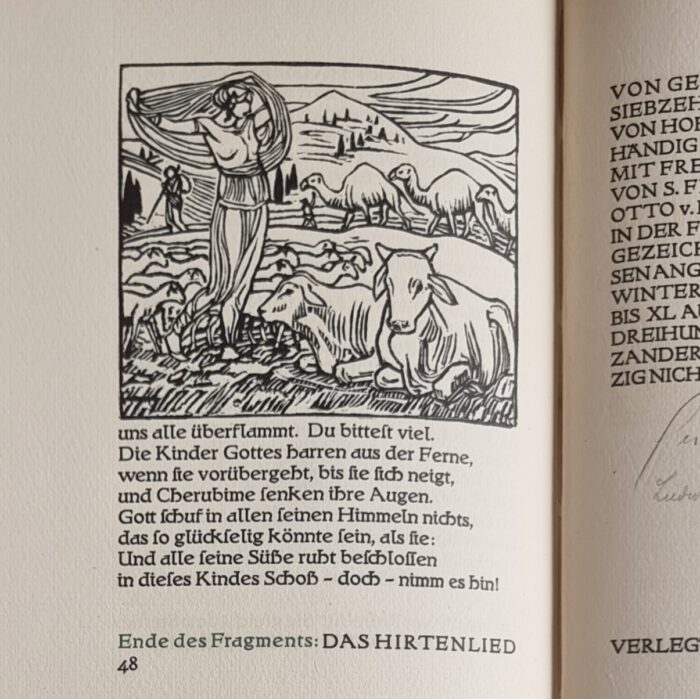 uns alle überflammt. Du bitteſt viel.
Die Kinder Gottes harren aus der Ferne,
wenn ſie vorübergeht, bis ſie ſich neigt,
und Cherubime ſenken ihre Augen.
Gott ſchuf in allen ſeinen Himmeln nichts,
das ſo glückſelig könnte ſein, als ſie:
Und alle ſeine Süße ruht beſchloſſen
in dieſes Kindes Schoß – doch – nimm es hin!
Ende des Fragments: DAS HIRTENLIED
48
VON GE
SIEBZEH
VON HO
HÄNDIG
MIT FRE
VON S. F
OTTO v.
IN DER F
GEZEICH
SEN ANG
WINTER
BIS XL AU
DREIHUN
ZANDER
ZIG NICH
VERLEG